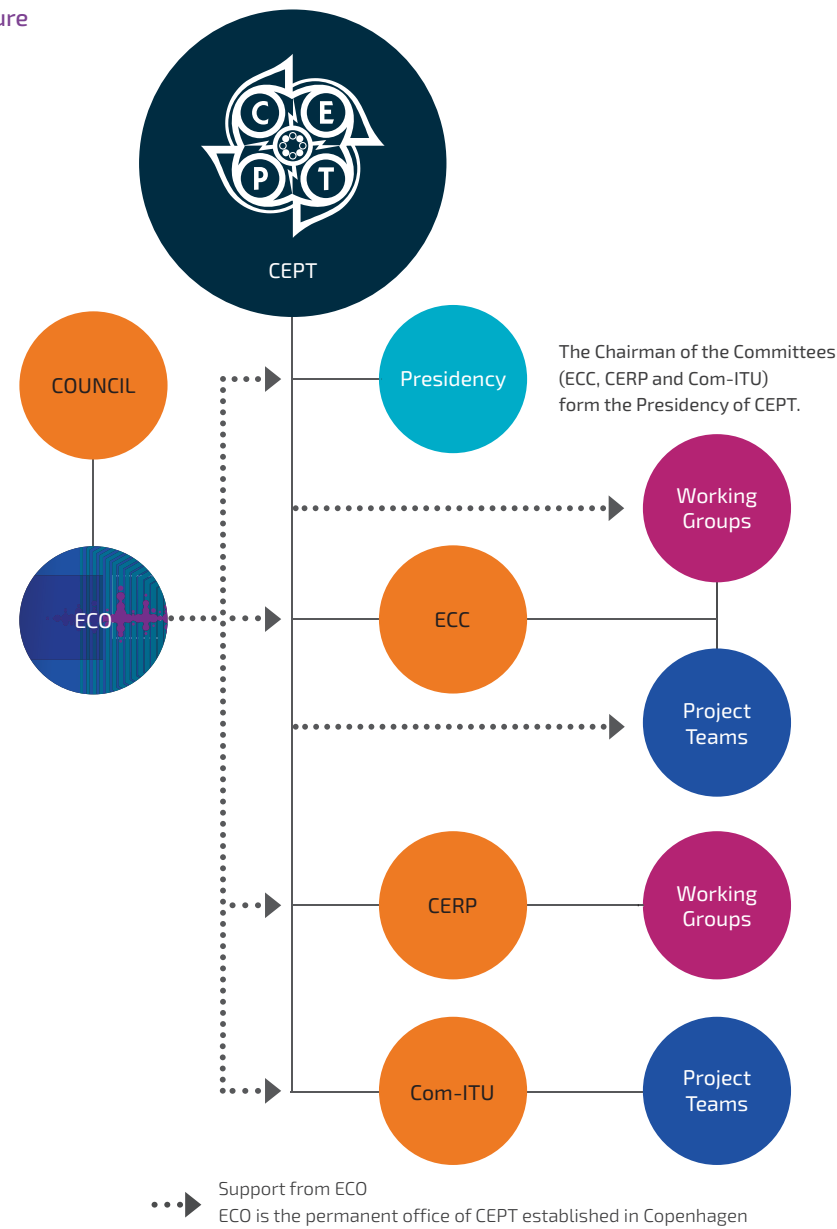 ure
C E
P T
CEPT
COUNCIL
Presidency
The Chairman of the Committees
(ECC, CERP and Com-ITU)
form the Presidency of CEPT.
Working
Groups
ECO
ECC
Project
Teams
CERP
Working
Groups
Com-ITU
Project
Teams
Support from ECO
ECO is the permanent office of CEPT established in Copenhagen